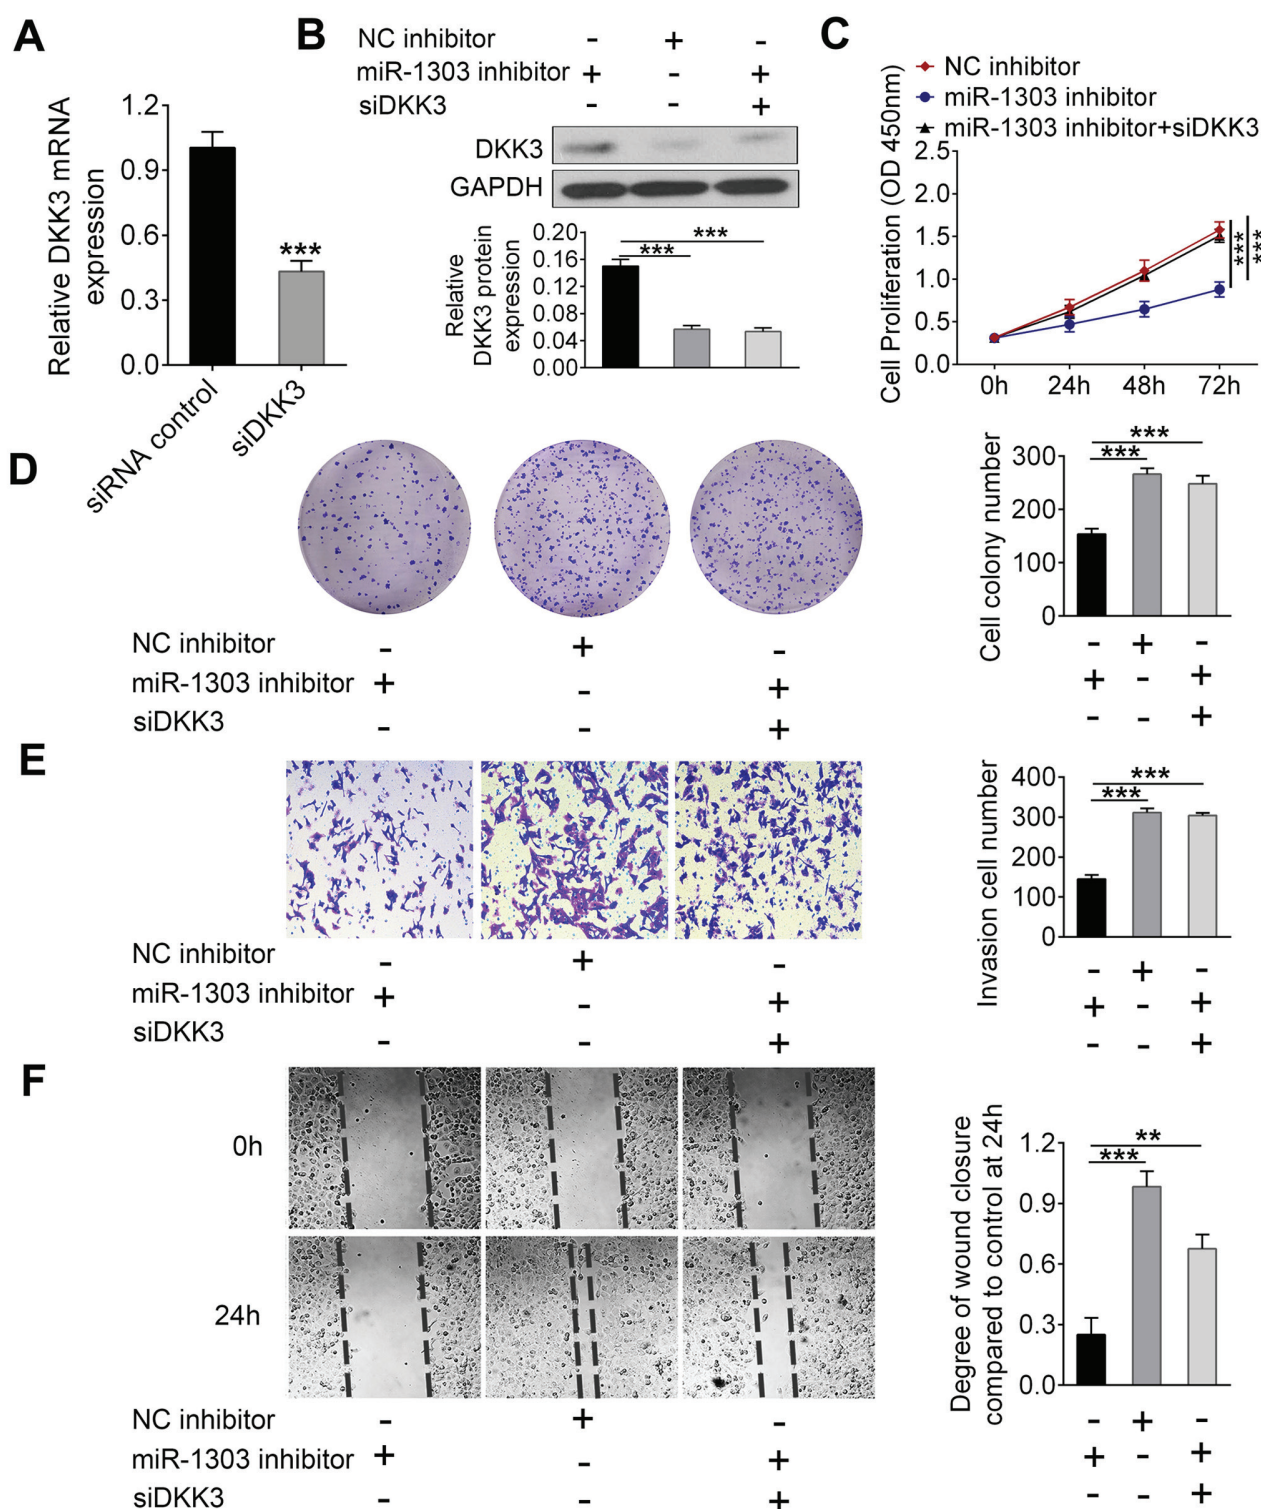 A
Relative DKK3 mRNA
expression
1.2
0.9
0.6
0.3
0.0
***
siRNA control
siDKK3
B
NC inhibitor - + -
miR-1303 inhibitor + - +
siDKK3 - - +
DKK3
GAPDH
Relative
DKK3 protein
expression
0.20
0.16
0.12
0.08
0.04
0.00
***
***
C
NC inhibitor
miR-1303 inhibitor
miR-1303 inhibitor+siDKK3
Cell Proliferation (OD 450nm)
2.5
2.0
1.5
1.0
0.5
0.0
0h 24h 48h 72h
***
***
D
NC inhibitor - + -
miR-1303 inhibitor + - +
siDKK3 - - +
Cell colony number
300
200
100
0
***
***
- + -
+ - +
- - +
E
NC inhibitor - + -
miR-1303 inhibitor + - +
siDKK3 - - +
Invasion cell number
400
300
200
100
0
***
***
- + -
+ - +
- - +
F
0h
24h
NC inhibitor - + -
miR-1303 inhibitor + - +
siDKK3 - - +
Degree of wound closure
compared to control at 24h
1.2
0.9
0.6
0.3
0.0
**
***
- + -
+ - +
- - +